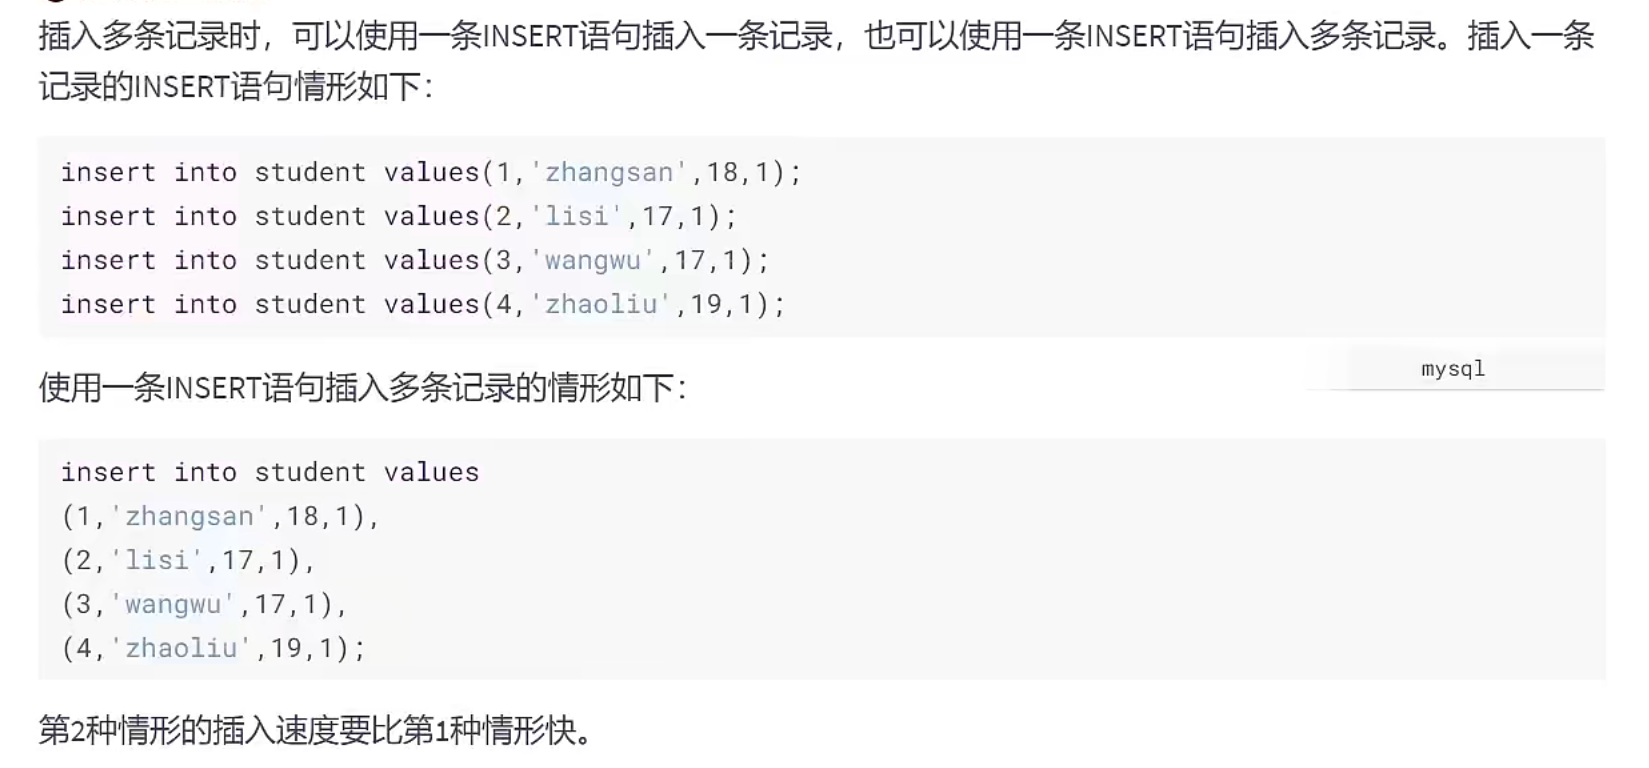 插入多条记录时，可以使用一条INSERT语句插入一条记录，也可以使用一条INSERT语句插入多条记录。插入一条
记录的INSERT语句情形如下：
insert into student values(1,'zhangsan',18,1);
insert into student values(2,'lisi',17,1);
insert into student values(3,'wangwu',17,1);
insert into student values(4,'zhaoliu',19,1);
mysql
使用一条INSERT语句插入多条记录的情形如下：
insert into student values
(1,'zhangsan',18,1),
(2,'lisi',17,1),
(3,'wangwu',17,1),
(4,'zhaoliu',19,1);
第2种情形的插入速度要比第1种情形快。